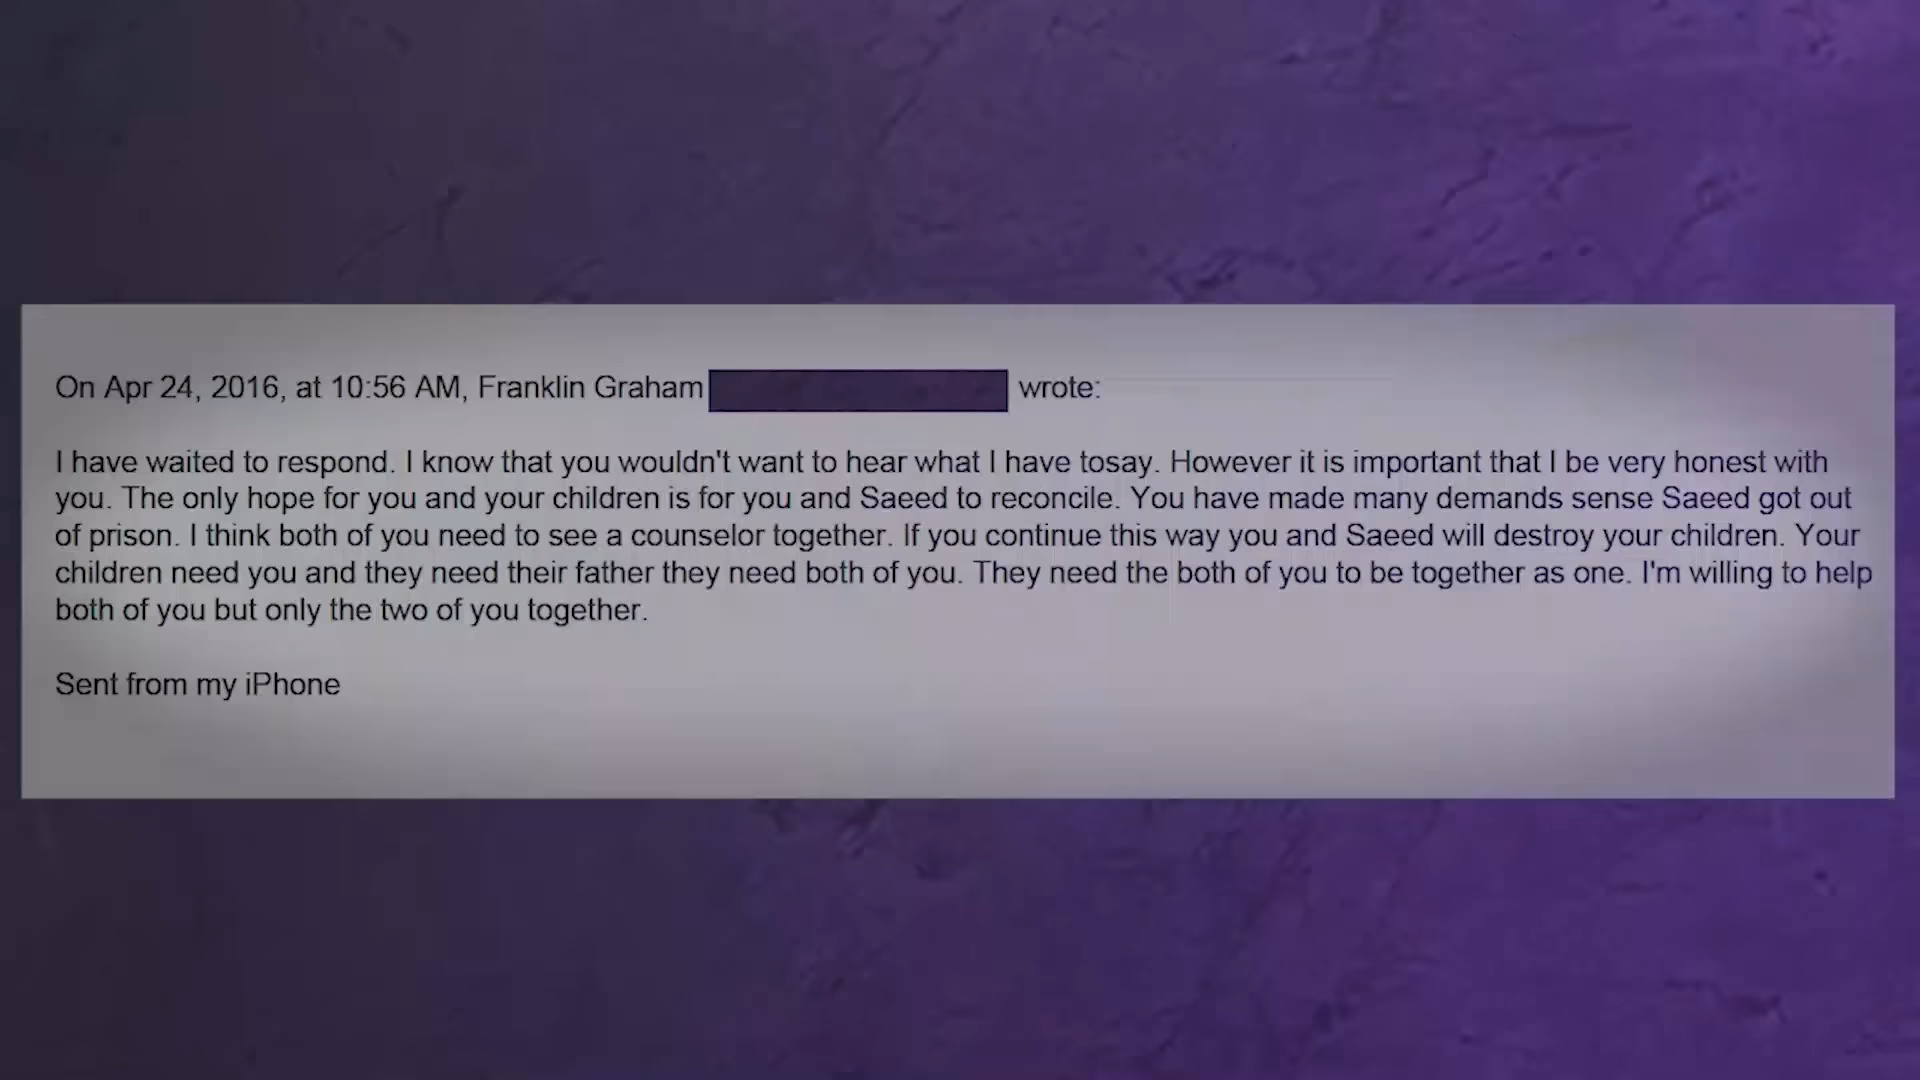 On Apr 24, 2016, at 10:56 AM, Franklin Graham wrote:
I have waited to respond. I know that you wouldn't want to hear what I have tosay. However it is important that I be very honest with
you. The only hope for you and your children is for you and Saeed to reconcile. You have made many demands sense Saeed got out
of prison. I think both of you need to see a counselor together. If you continue this way you and Saeed will destroy your children. Your
children need you and they need their father they need both of you. They need the both of you to be together as one. I'm willing to help
both of you but only the two of you together.
Sent from my iPhone